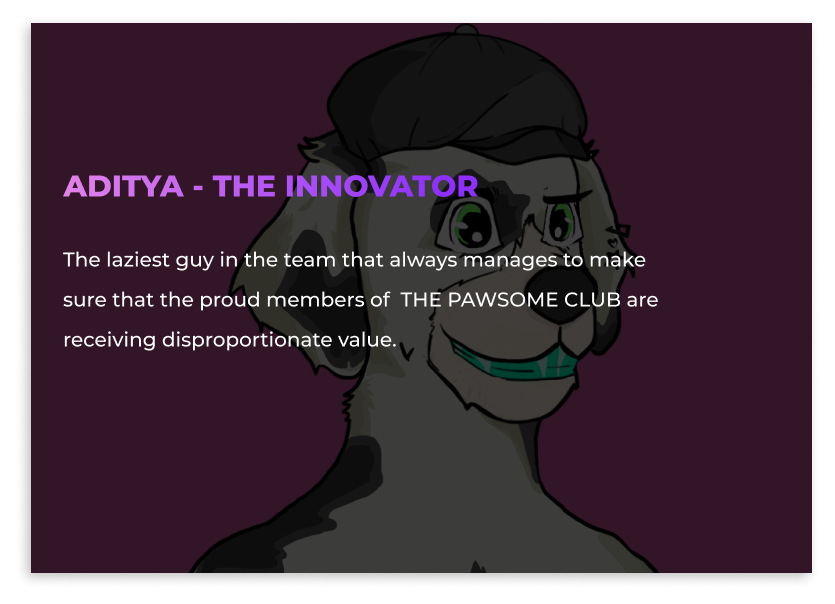 ADITYA - THE INNOVATOR
The laziest guy in the team that always manages to make
sure that the proud members of  THE PAWSOME CLUB are
receiving disproportionate value.